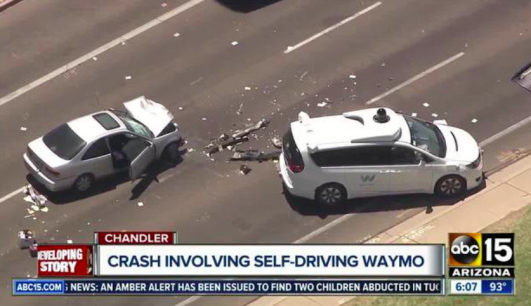 CHANDLER
DEVELOPING
STORY
CRASH INVOLVING SELF-DRIVING WAYMO
abc 15
ARIZONA
ABC15.COM
NEWS: AN AMBER ALERT HAS BEEN ISSUED TO FIND TWO CHILDREN ABDUCTED IN TUC
6:07 93°